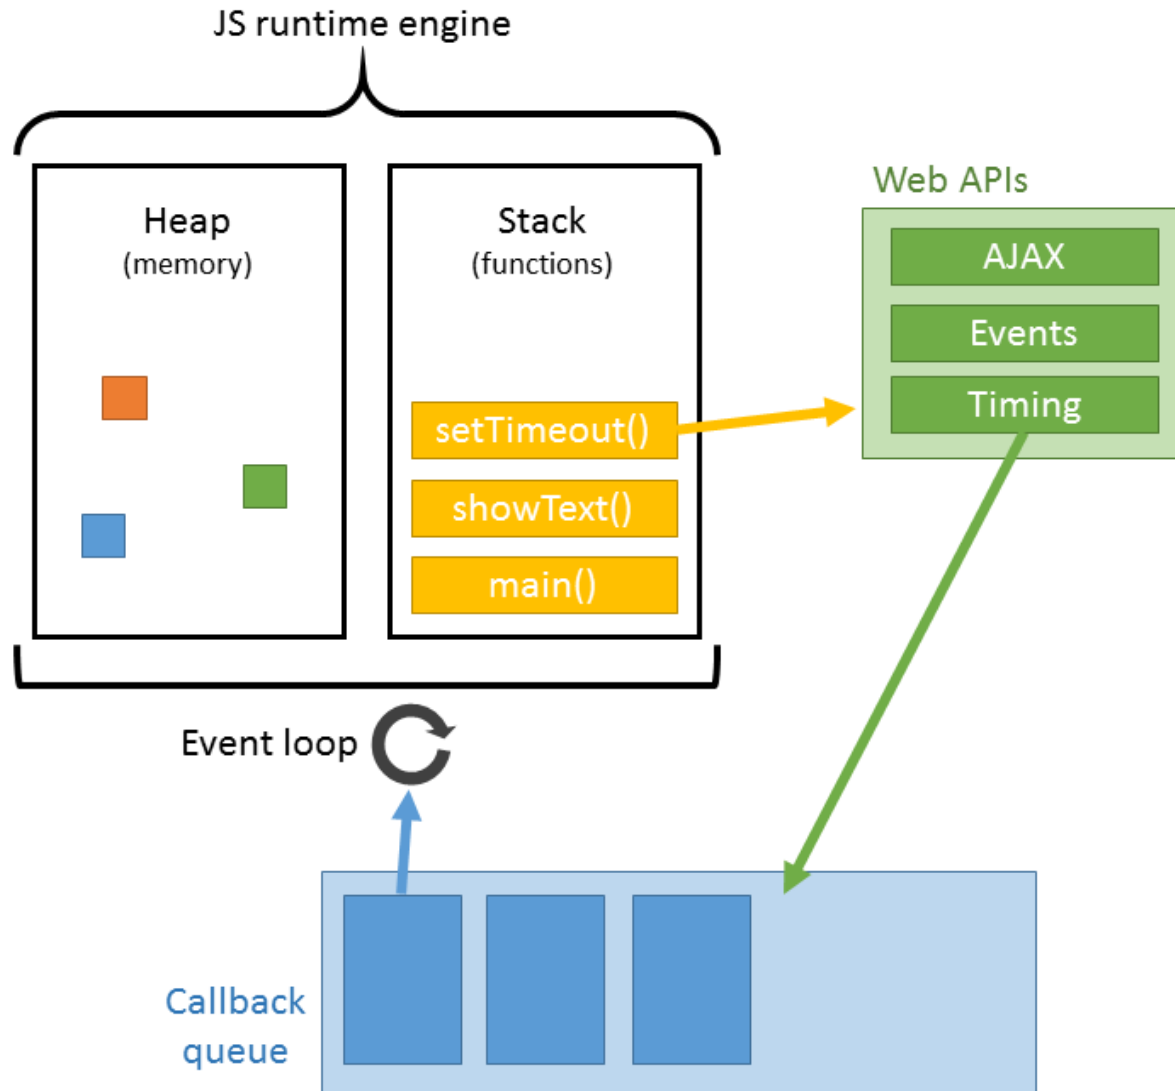 JS runtime engine
Heap
(memory)
Stack
(functions)
setTimeout()
showText()
main()
Web APIs
AJAX
Events
Timing
Event loop
Callback
queue